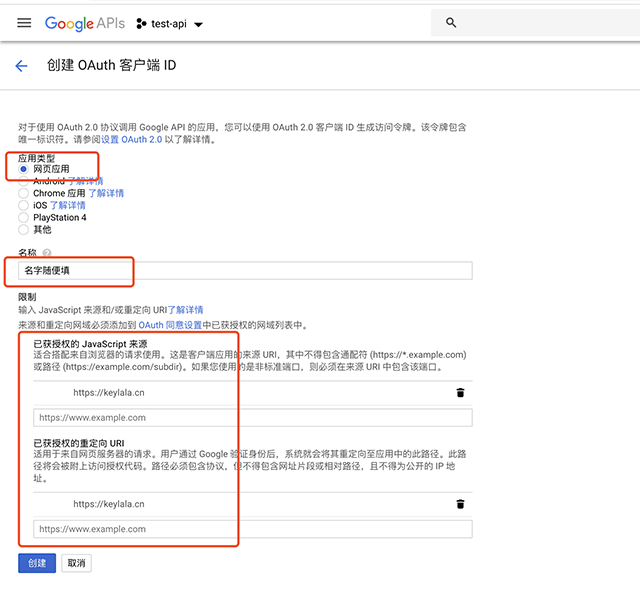 Google APIs test-api
创建 OAuth 客户端 ID
对于使用 OAuth 2.0 协议调用 Google API 的应用，您可以使用 OAuth 2.0 客户端 ID 生成访问令牌。该令牌包含
唯一标识符。请参阅设置 OAuth 2.0 以了解详情。
应用类型
网页应用
Android 了解详情
Chrome 应用 了解详情
iOS 了解详情
PlayStation 4
其他
名称
名字随便填
限制
输入 JavaScript 来源和/或重定向 URI了解详情
来源和重定向网域必须添加到 OAuth 同意设置中已获授权的网域列表中。
已获授权的 JavaScript 来源
适合搭配来自浏览器的请求使用。这是客户端应用的来源 URI，其中不得包含通配符 (https://*.example.com)
或路径 (https://example.com/subdir)。如果您使用的是非标准端口，则必须在来源 URI 中包含该端口。
https://keylala.cn
https://www.example.com
已获授权的重定向 URI
适用于来自网页服务器的请求。用户通过 Google 验证身份后，系统就会将其重定向至应用中的此路径。此路
径将会被附上访问授权代码。路径必须包含协议，但不得包含网址片段或相对路径，且不得为公开的 IP 地
址。
https://keylala.cn
https://www.example.com
创建 取消